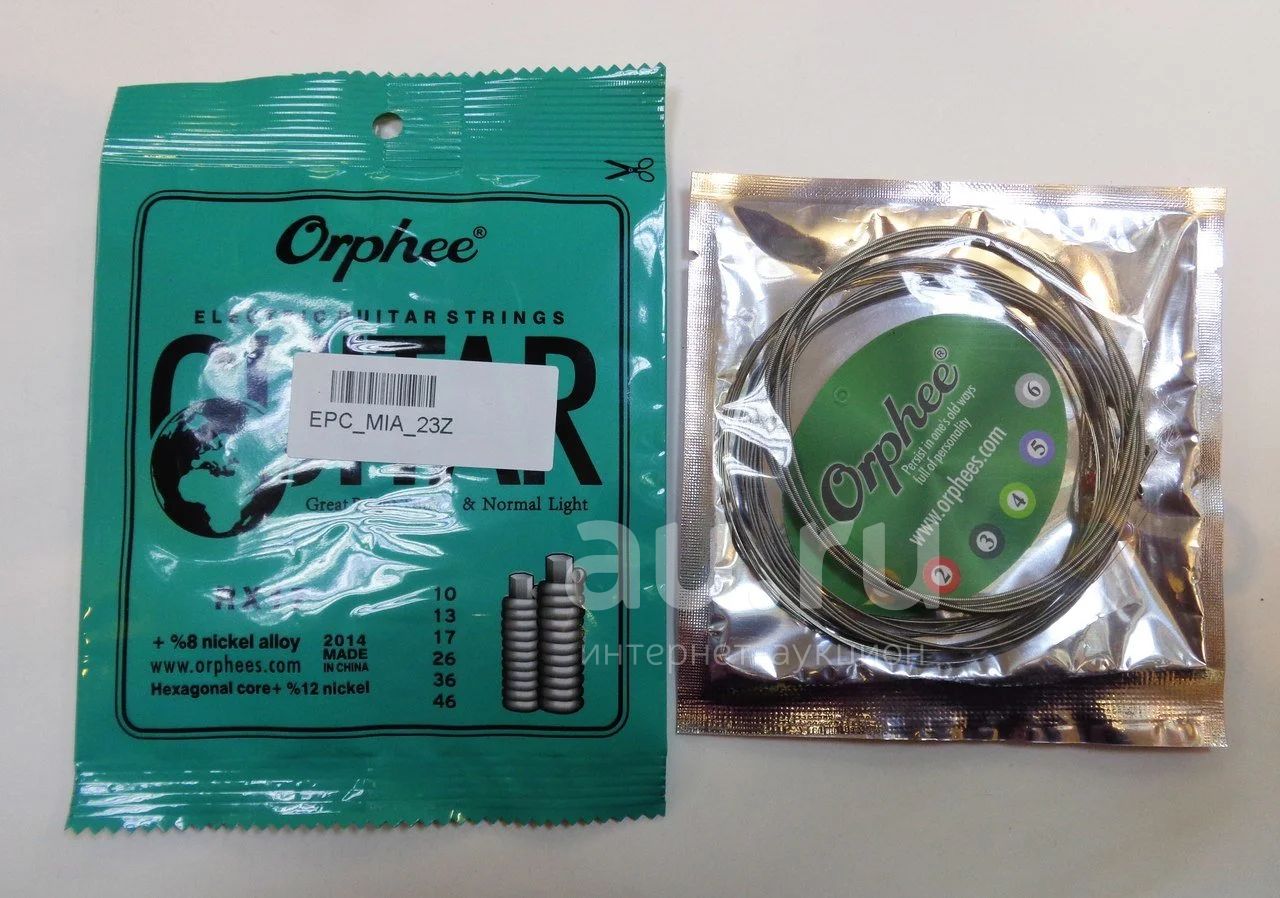 Orphee®
ELECTRIC GUITAR STRINGS
GUITAR
EPC_MIA_23Z
Great & Normal Light
10
13
17
26
36
46
+ %8 nickel alloy
www.orphees.com
2014
MADE
IN CHINA
Hexagonal core+ %12 nickel
Orphee®
Persist in one's old ways
full of personality
www.orphees.com
6
5
4
3
2
au.ru
интернет-аукцион